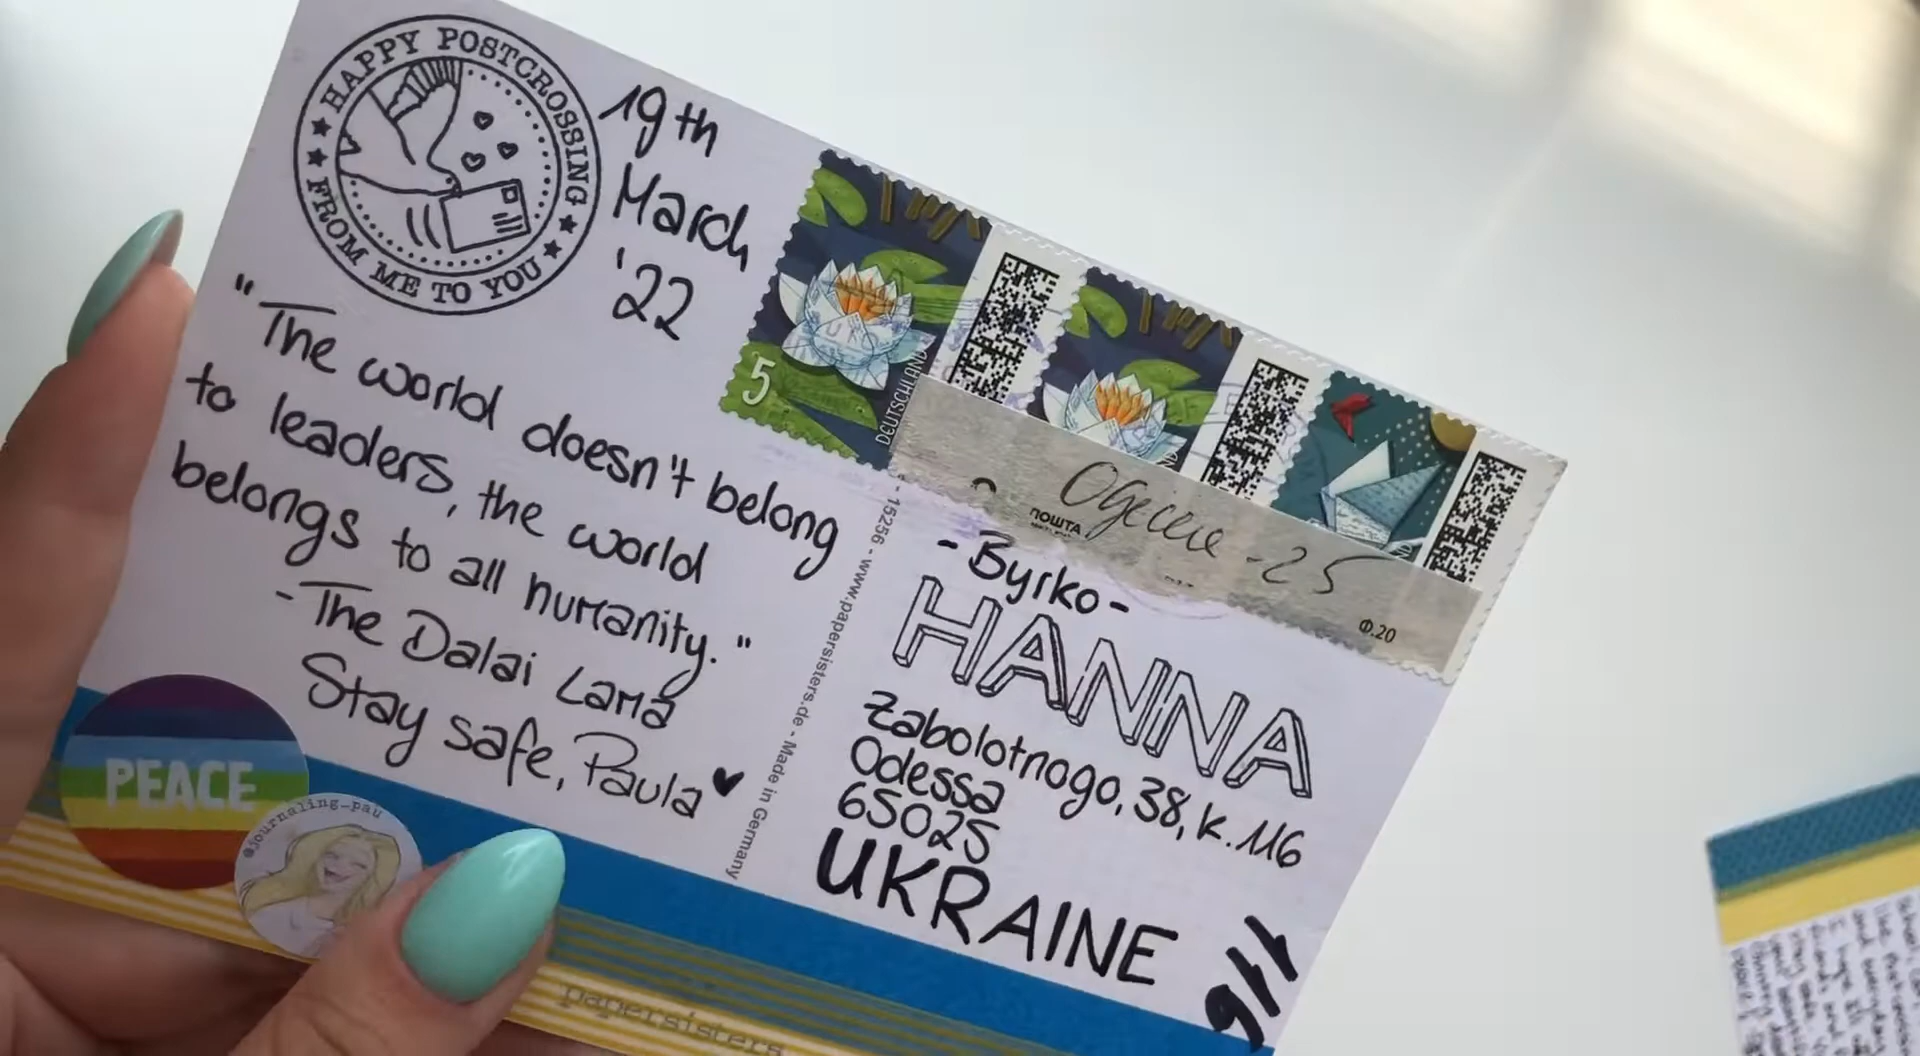 HAPPY POSTCROSSING
FROM ME TO YOU
19th
March
'22
"The world doesn't belong
to leaders, the world
belongs to all humanity."
-The Dalai Lama
Stay safe, Paula
PEACE
@journaling_pau
5
DEUTSCHLAND
ПОШТА
25
Ф.20
- 15256 - www.papersisters.de - Made in Germany
-Byrko-
HANNA
Zabolotnogo, 38, k. 116
Odessa
65025
UKRAINE
116
papersisters